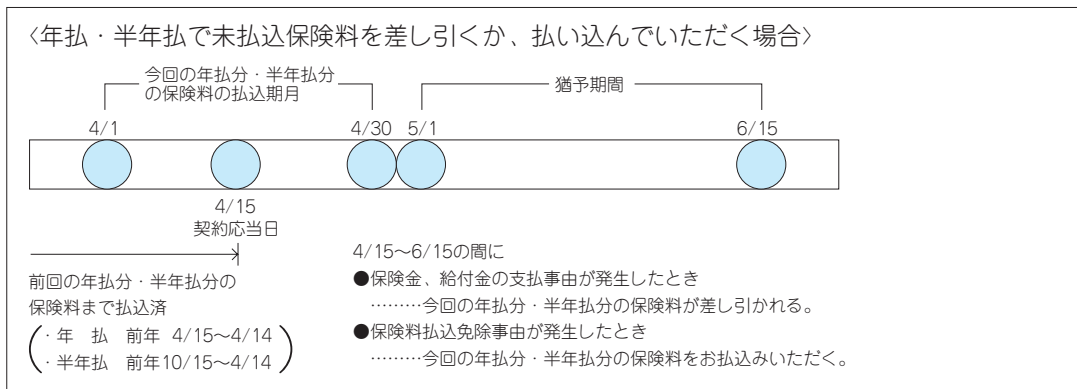 〈年払・半年払で未払込保険料を差し引くか、払い込んでいただく場合〉
今回の年払分・半年払分
の保険料の払込期月
猶予期間
4/1
4/30
5/1
6/15
4/15
契約応当日
前回の年払分・半年払分の
保険料まで払込済
・年　払　前年 4/15～4/14
・半年払　前年10/15～4/14
4/15～6/15の間に
●保険金、給付金の支払事由が発生したとき
………今回の年払分・半年払分の保険料が差し引かれる。
●保険料払込免除事由が発生したとき
………今回の年払分・半年払分の保険料をお払込みいただく。